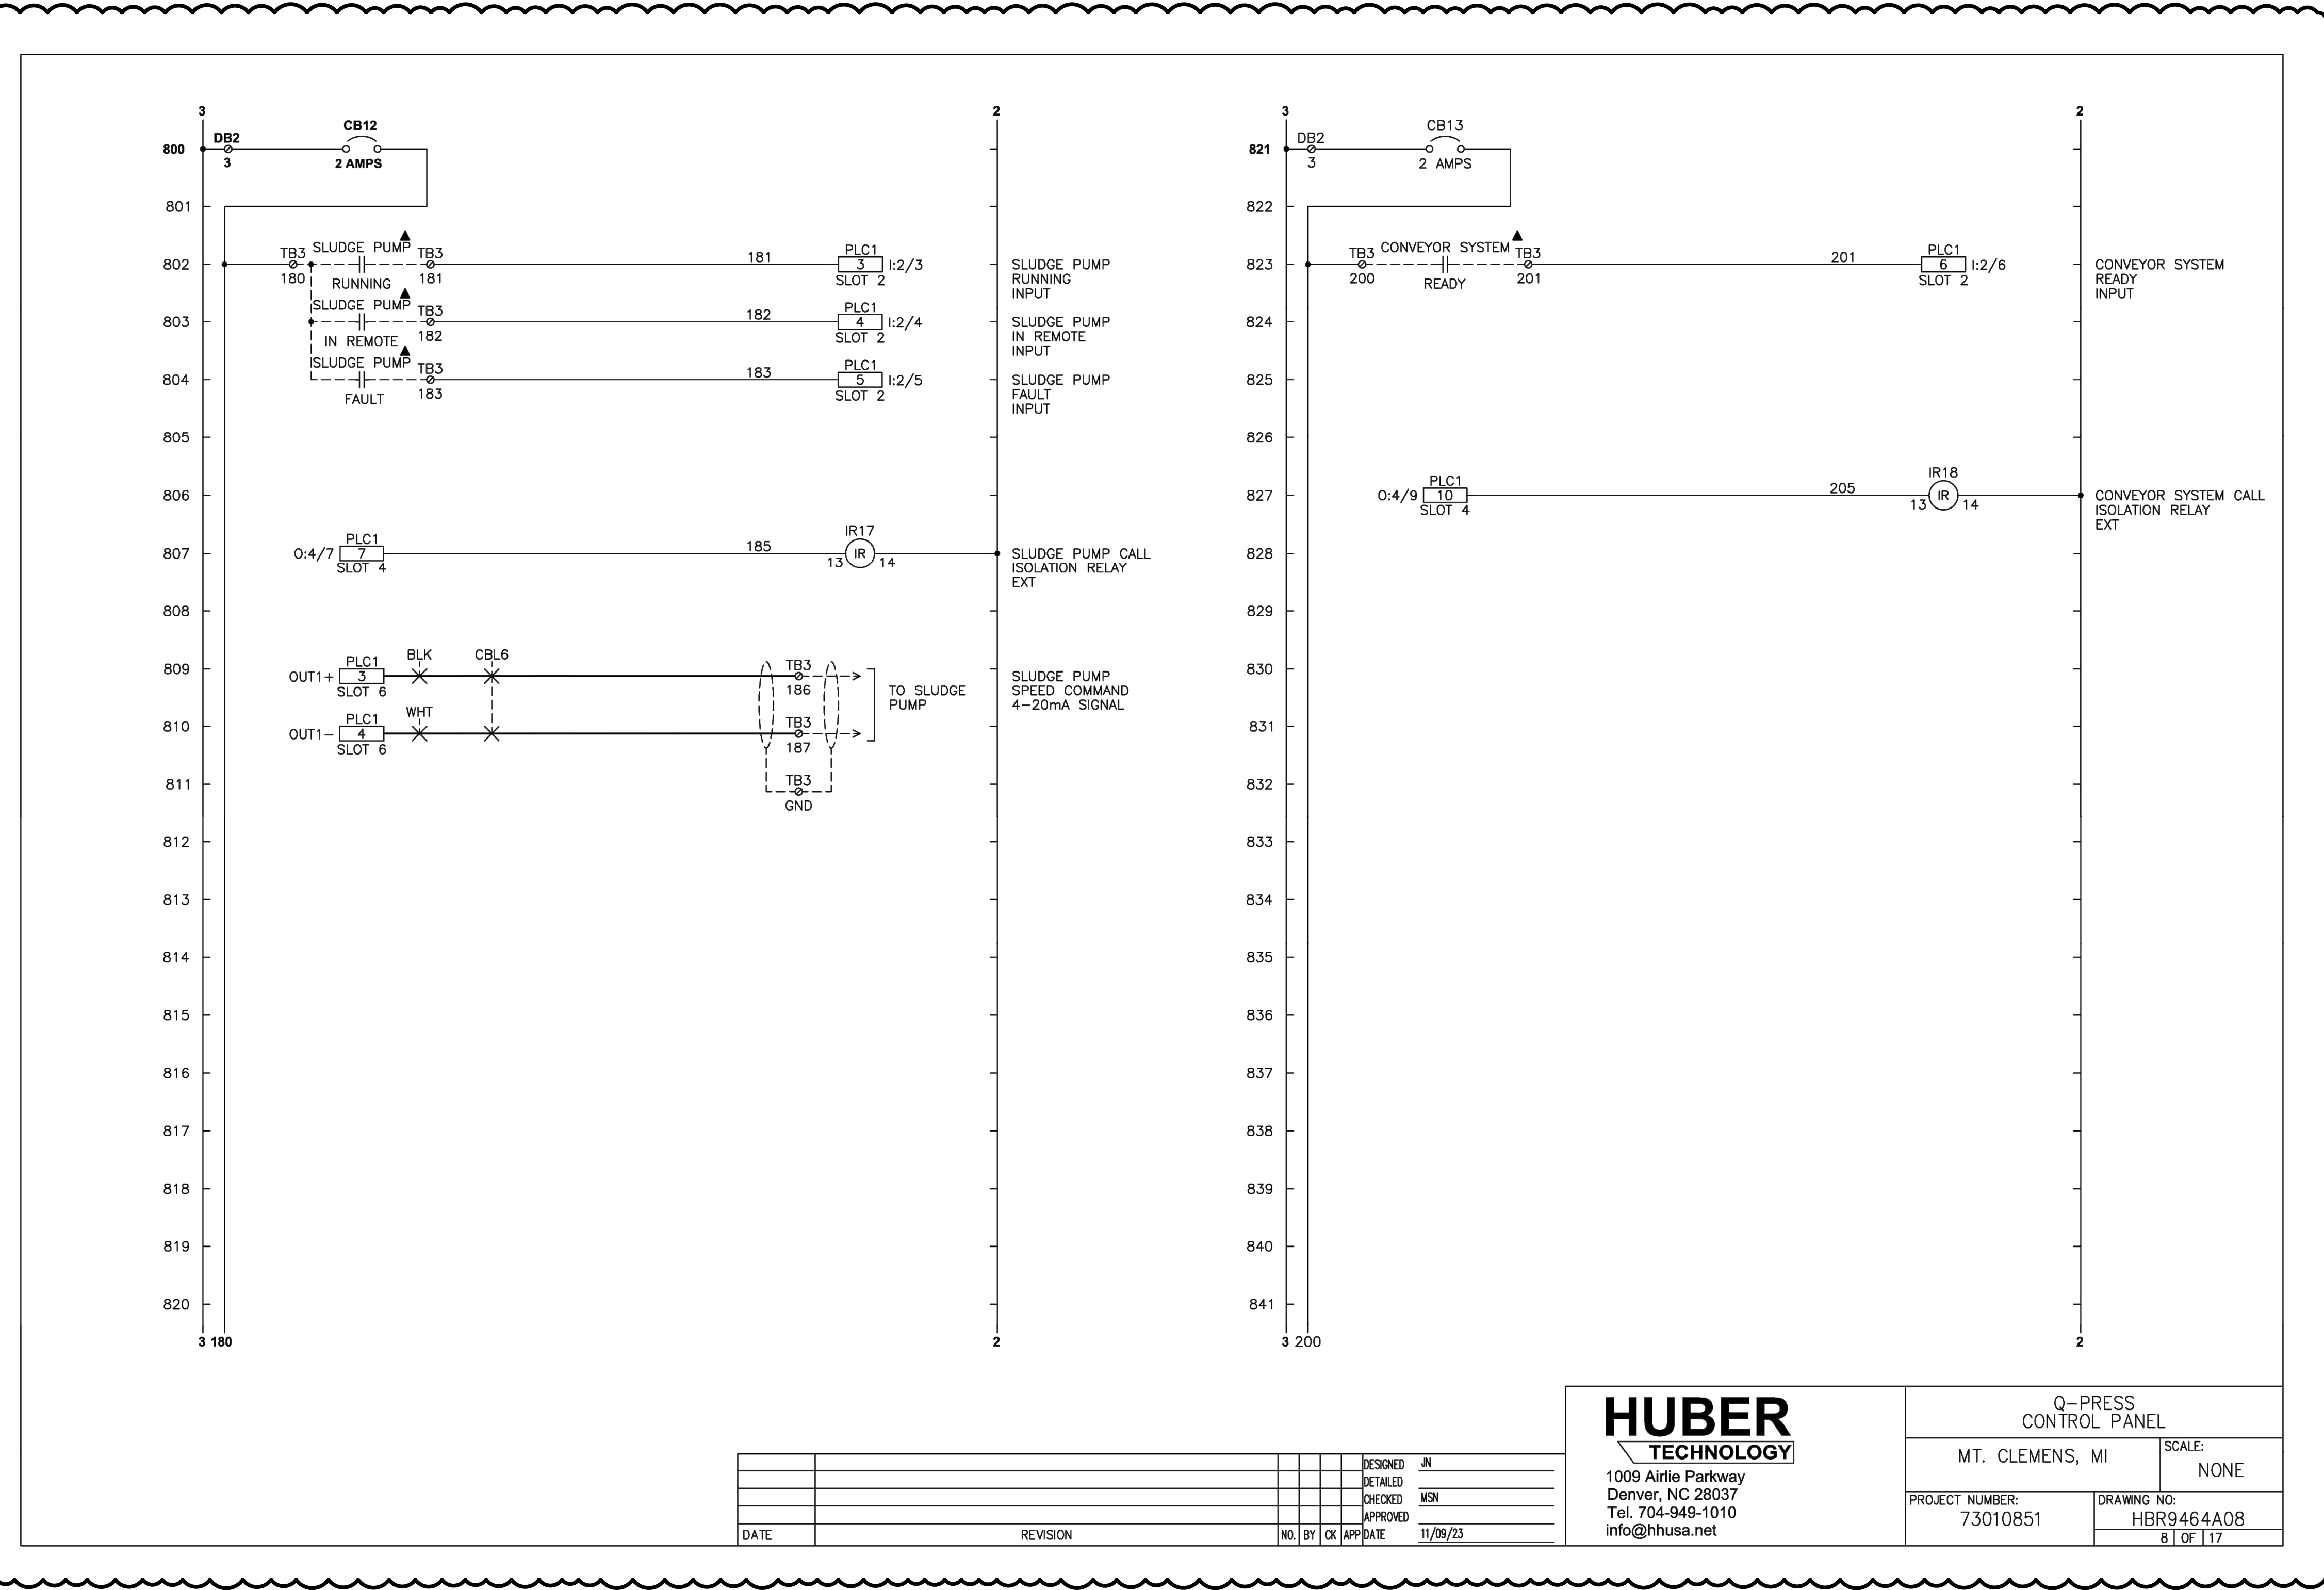 3
2
3
2
DB2
CB12
800
3
2 AMPS
801
SLUDGE PUMP
TB3
TB3
181
PLC1
802
3
I:2/3
SLUDGE PUMP
180
RUNNING
181
SLOT 2
RUNNING
INPUT
SLUDGE PUMP
TB3
182
PLC1
803
4
I:2/4
SLUDGE PUMP
IN REMOTE
182
SLOT 2
IN REMOTE
INPUT
SLUDGE PUMP
TB3
183
PLC1
804
5
I:2/5
SLUDGE PUMP
FAULT
183
SLOT 2
FAULT
INPUT
805
806
PLC1
185
IR17
807
O:4/7
7
IR
SLUDGE PUMP CALL
SLOT 4
13
14
ISOLATION RELAY
EXT
808
PLC1
BLK
CBL6
TB3
809
OUT1+
3
SLUDGE PUMP
SLOT 6
186
TO SLUDGE
SPEED COMMAND
PUMP
4-20mA SIGNAL
PLC1
WHT
TB3
810
OUT1-
4
SLOT 6
187
811
TB3
GND
812
813
814
815
816
817
818
819
820
3 180
2
DB2
CB13
821
3
2 AMPS
822
TB3
CONVEYOR SYSTEM
TB3
201
PLC1
823
6
I:2/6
CONVEYOR SYSTEM
200
READY
201
SLOT 2
READY
INPUT
824
825
826
PLC1
205
IR18
827
O:4/9
10
IR
CONVEYOR SYSTEM CALL
SLOT 4
13
14
ISOLATION RELAY
EXT
828
829
830
831
832
833
834
835
836
837
838
839
840
841
3 200
2
DATE
REVISION
NO.
BY
CK
APP
DESIGNED JN
DETAILED
CHECKED MSN
APPROVED
DATE 11/09/23
HUBER
TECHNOLOGY
1009 Airlie Parkway
Denver, NC 28037
Tel. 704-949-1010
info@hhusa.net
Q-PRESS
CONTROL PANEL
MT. CLEMENS, MI
SCALE:
NONE
PROJECT NUMBER:
73010851
DRAWING NO:
HBR9464A08
8 OF 17